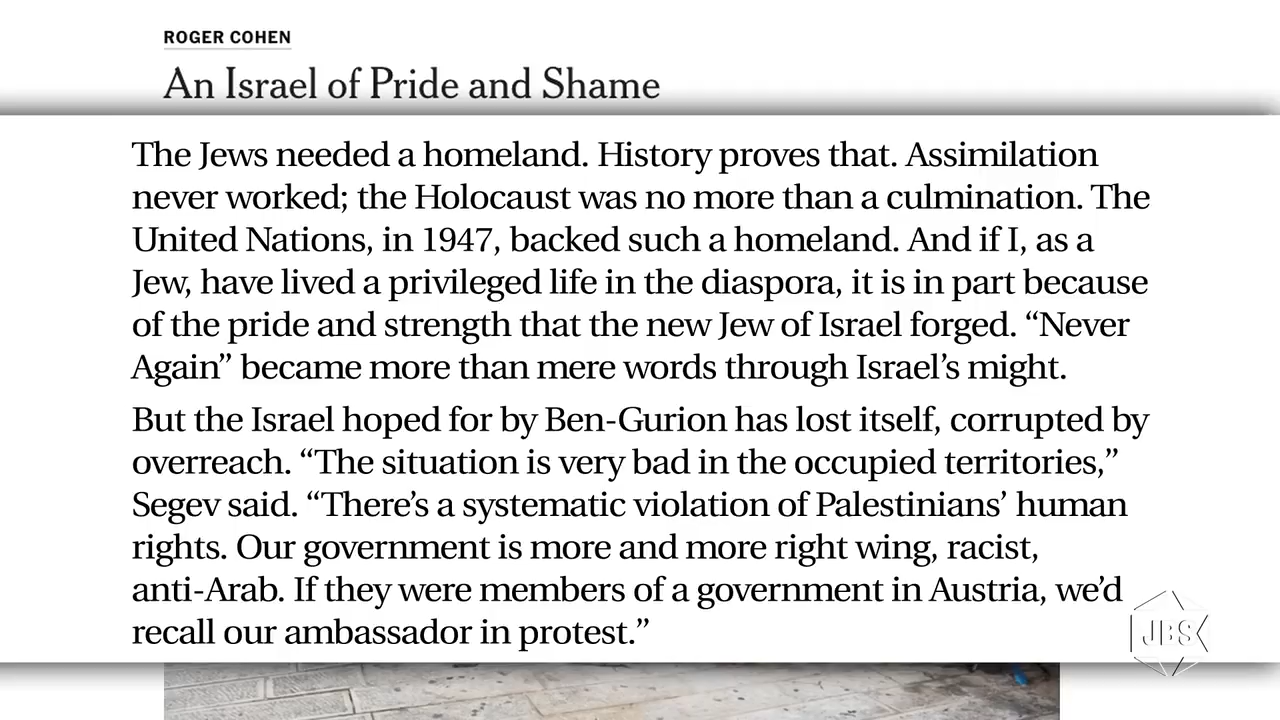 ROGER COHEN
An Israel of Pride and Shame
The Jews needed a homeland. History proves that. Assimilation
never worked; the Holocaust was no more than a culmination. The
United Nations, in 1947, backed such a homeland. And if I, as a
Jew, have lived a privileged life in the diaspora, it is in part because
of the pride and strength that the new Jew of Israel forged. “Never
Again” became more than mere words through Israel’s might.
But the Israel hoped for by Ben-Gurion has lost itself, corrupted by
overreach. “The situation is very bad in the occupied territories,”
Segev said. “There’s a systematic violation of Palestinians’ human
rights. Our government is more and more right wing, racist,
anti-Arab. If they were members of a government in Austria, we’d
recall our ambassador in protest.”
JBS